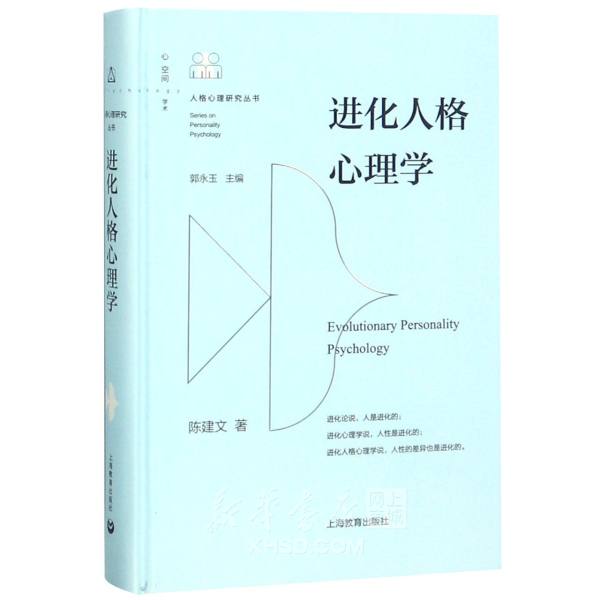 心空间
学术
人格心理研究丛书
Series on
Personality
Psychology
郭永玉 主编
进化人格
心理学
Evolutionary Personality
Psychology
陈建文 著
进化论说，人是进化的；
进化心理学说，人性是进化的；
进化人格心理学说，人性的差异也是进化的。
上海教育出版社
新华书店
网上商城
XHSD.COM
心理研究
丛书
进化人格心理学
上海教育出版社